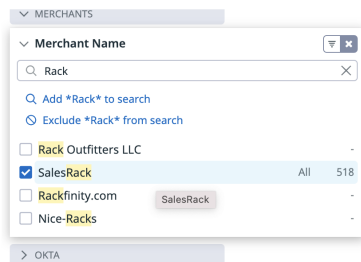 MERCHANTS
Merchant Name
Rack
Add *Rack* to search
Exclude *Rack* from search
Rack Outfitters LLC -
SalesRack All 518
Rackfinity.com -
SalesRack
Nice-Racks -
OKTA